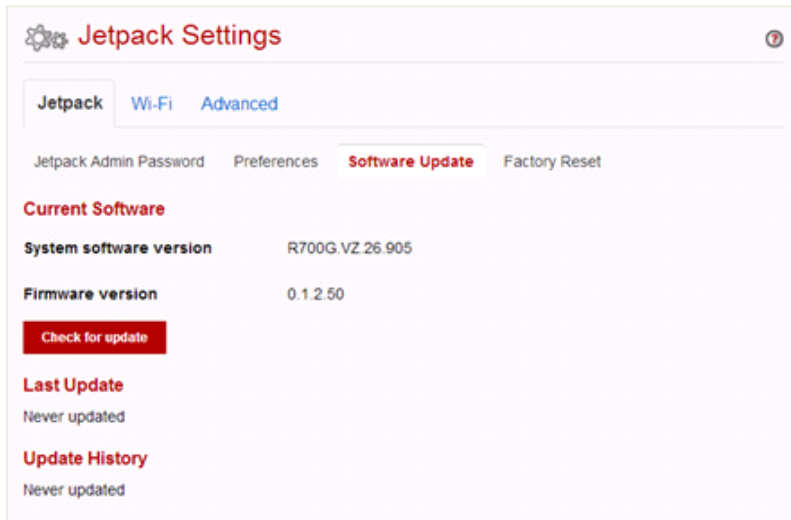 Jetpack Settings
?
Jetpack Wi-Fi Advanced
Jetpack Admin Password Preferences Software Update Factory Reset
Current Software
System software version R700G.VZ.26.905
Firmware version 0.1.2.50
Check for update
Last Update
Never updated
Update History
Never updated